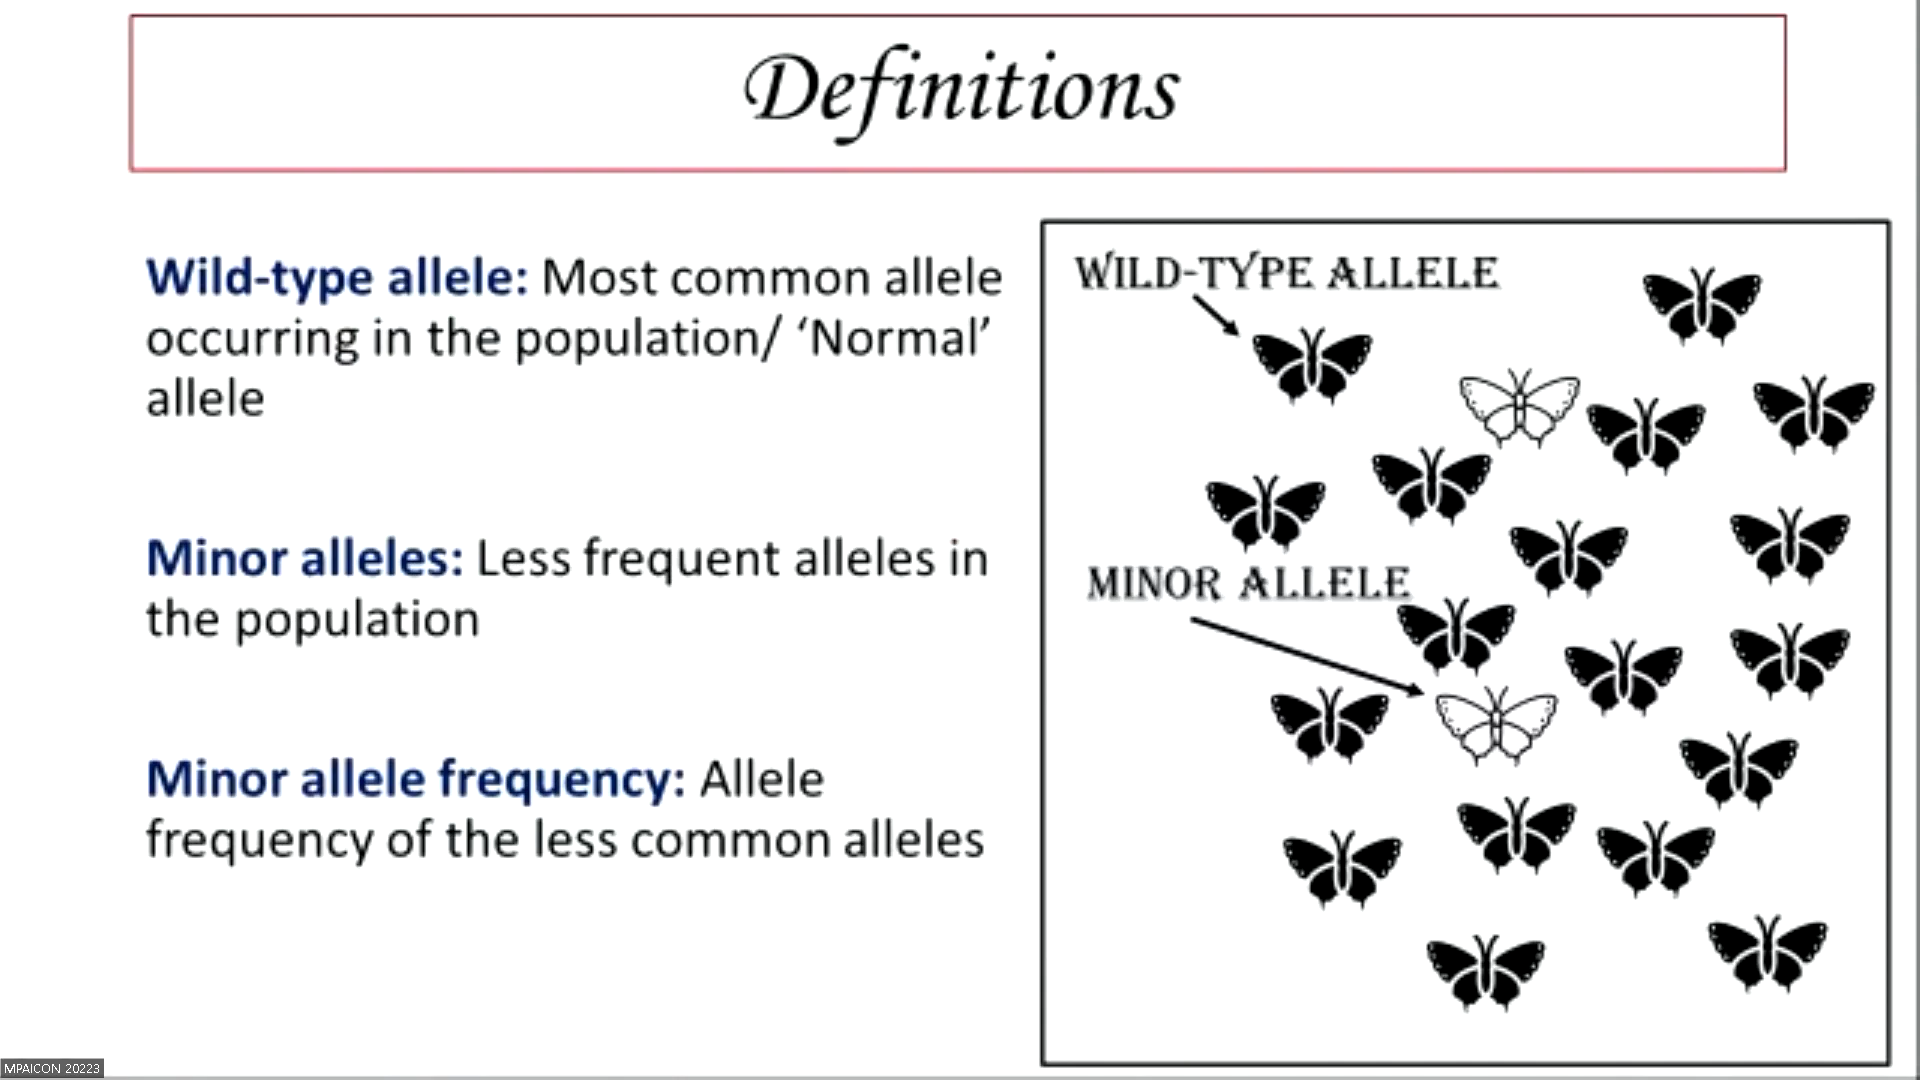 Definitions
Wild-type allele: Most common allele
occurring in the population/ ‘Normal’
allele
Minor alleles: Less frequent alleles in
the population
Minor allele frequency: Allele
frequency of the less common alleles
WILD-TYPE ALLELE
MINOR ALLELE
MPAICON 20223